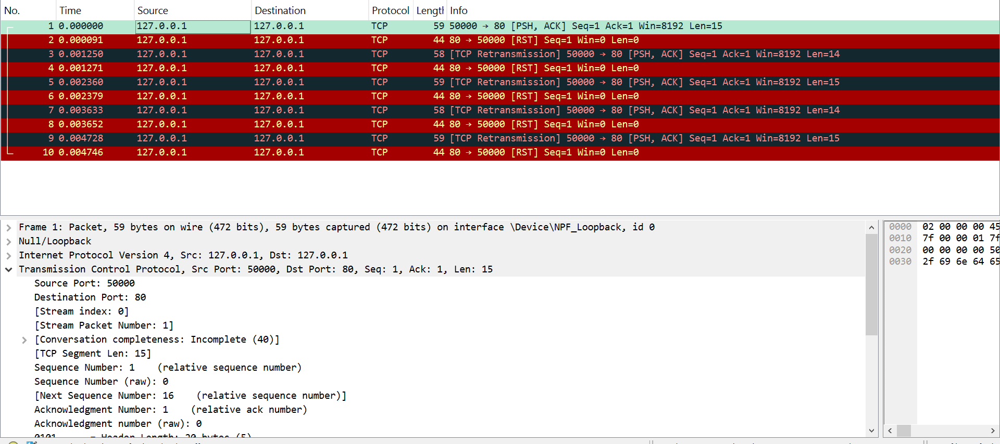 No. Time Source Destination Protocol Length Info
1 0.000000 127.0.0.1 127.0.0.1 TCP 59 50000 → 80 [PSH, ACK] Seq=1 Ack=1 Win=8192 Len=15
2 0.000091 127.0.0.1 127.0.0.1 TCP 44 80 → 50000 [RST] Seq=1 Win=0 Len=0
3 0.001250 127.0.0.1 127.0.0.1 TCP 58 [TCP Retransmission] 50000 → 80 [PSH, ACK] Seq=1 Ack=1 Win=8192 Len=14
4 0.001271 127.0.0.1 127.0.0.1 TCP 44 80 → 50000 [RST] Seq=1 Win=0 Len=0
5 0.002360 127.0.0.1 127.0.0.1 TCP 59 [TCP Retransmission] 50000 → 80 [PSH, ACK] Seq=1 Ack=1 Win=8192 Len=15
6 0.002379 127.0.0.1 127.0.0.1 TCP 44 80 → 50000 [RST] Seq=1 Win=0 Len=0
7 0.003633 127.0.0.1 127.0.0.1 TCP 58 [TCP Retransmission] 50000 → 80 [PSH, ACK] Seq=1 Ack=1 Win=8192 Len=14
8 0.003652 127.0.0.1 127.0.0.1 TCP 44 80 → 50000 [RST] Seq=1 Win=0 Len=0
9 0.004728 127.0.0.1 127.0.0.1 TCP 59 [TCP Retransmission] 50000 → 80 [PSH, ACK] Seq=1 Ack=1 Win=8192 Len=15
10 0.004746 127.0.0.1 127.0.0.1 TCP 44 80 → 50000 [RST] Seq=1 Win=0 Len=0
Frame 1: Packet, 59 bytes on wire (472 bits), 59 bytes captured (472 bits) on interface \Device\NPF_Loopback, id 0
Null/Loopback
Internet Protocol Version 4, Src: 127.0.0.1, Dst: 127.0.0.1
Transmission Control Protocol, Src Port: 50000, Dst Port: 80, Seq: 1, Ack: 1, Len: 15
Source Port: 50000
Destination Port: 80
[Stream index: 0]
[Stream Packet Number: 1]
[Conversation completeness: Incomplete (40)]
[TCP Segment Len: 15]
Sequence Number: 1 (relative sequence number)
Sequence Number (raw): 0
[Next Sequence Number: 16 (relative sequence number)]
Acknowledgment Number: 1 (relative ack number)
Acknowledgment number (raw): 0
0101 .... = Header Length: 20 bytes (5)
0000 02 00 00 00 45
0010 7f 00 00 01 7f
0020 00 00 00 00 50
0030 2f 69 6e 64 65